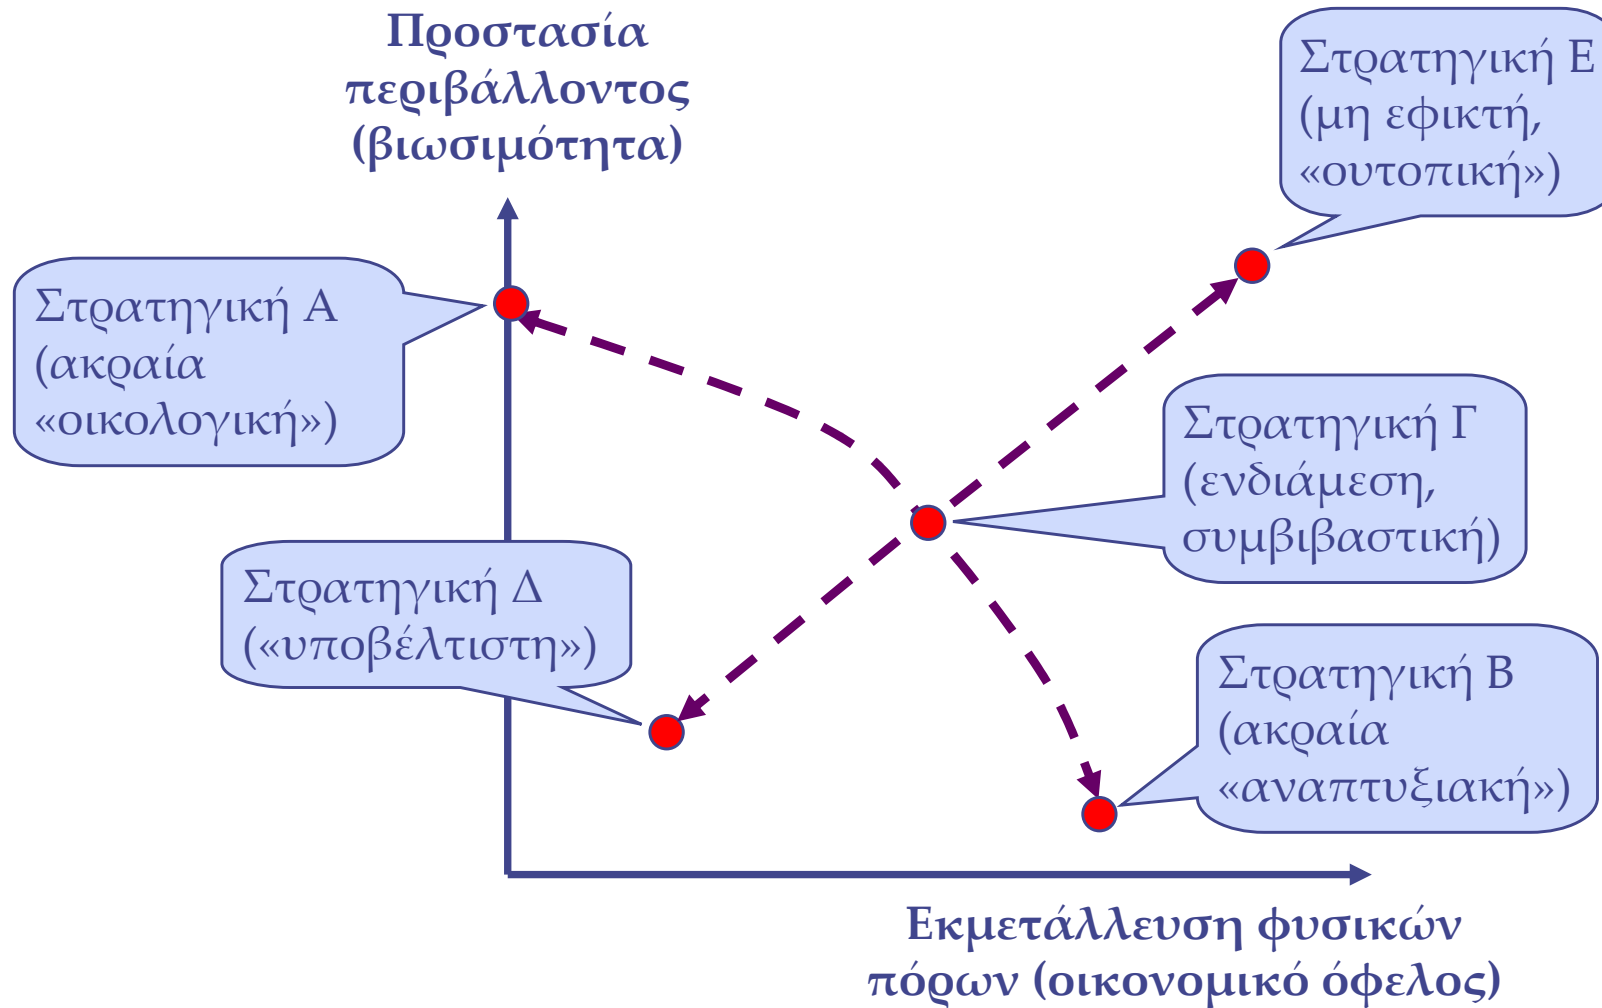 Προστασία
περιβάλλοντος
(βιωσιμότητα)
Στρατηγική Ε
(μη εφικτή,
«ουτοπική»)
Στρατηγική Α
(ακραία
«οικολογική»)
Στρατηγική Γ
(ενδιάμεση,
συμβιβαστική)
Στρατηγική Δ
(«υποβέλτιστη»)
Στρατηγική Β
(ακραία
«αναπτυξιακή»)
Εκμετάλλευση φυσικών
πόρων (οικονομικό όφελος)